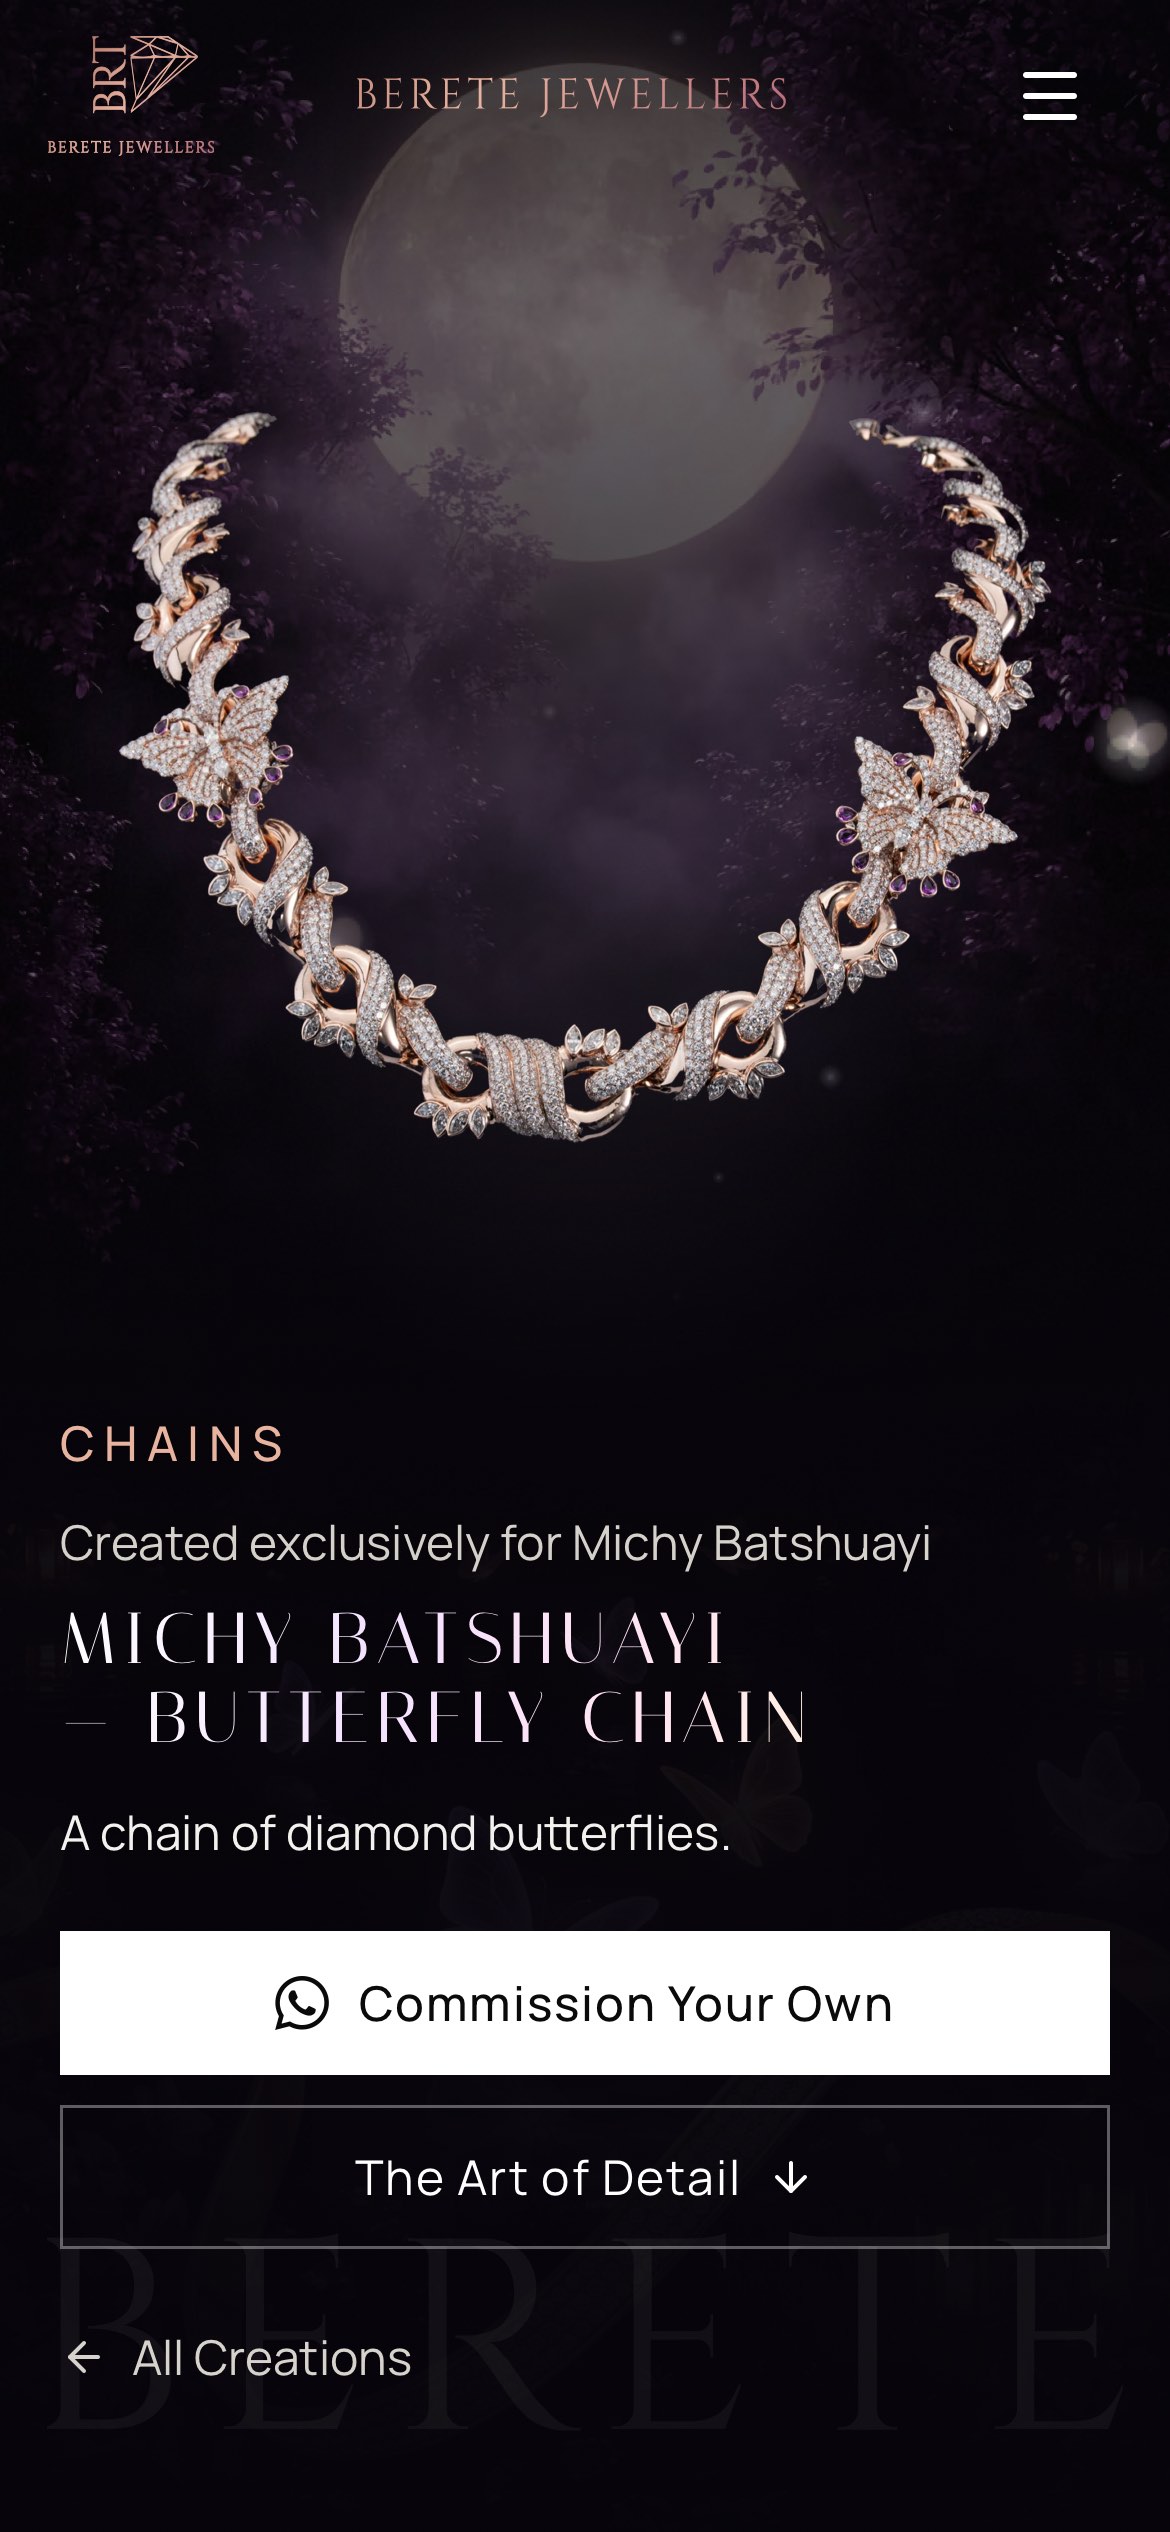 BRT
BERETE JEWELLERS
BERETE JEWELLERS
CHAINS
Created exclusively for Michy Batshuayi
MICHY BATSHUAYI
— BUTTERFLY CHAIN
A chain of diamond butterflies.
Commission Your Own
The Art of Detail ↓
BERETE
← All Creations